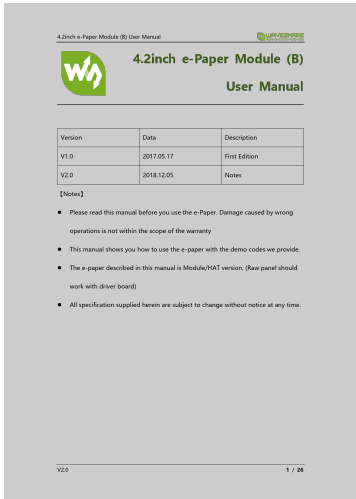 4.2inch e-Paper Module (B) User Manual
WAVESHARE
4.2inch e-Paper Module (B)
User Manual
Version Data Description
V1.0 2017.05.17 First Edition
V2.0 2018.12.05 Notes
【Notes】
● Please read this manual before you use the e-Paper. Damage caused by wrong
operations is not within the scope of the warranty
● This manual shows you how to use the e-paper with the demo codes we provide.
● The e-paper described in this manual is Module/HAT version. (Raw panel should
work with driver board)
● All specification supplied herein are subject to change without notice at any time.
V2.0 1 / 26